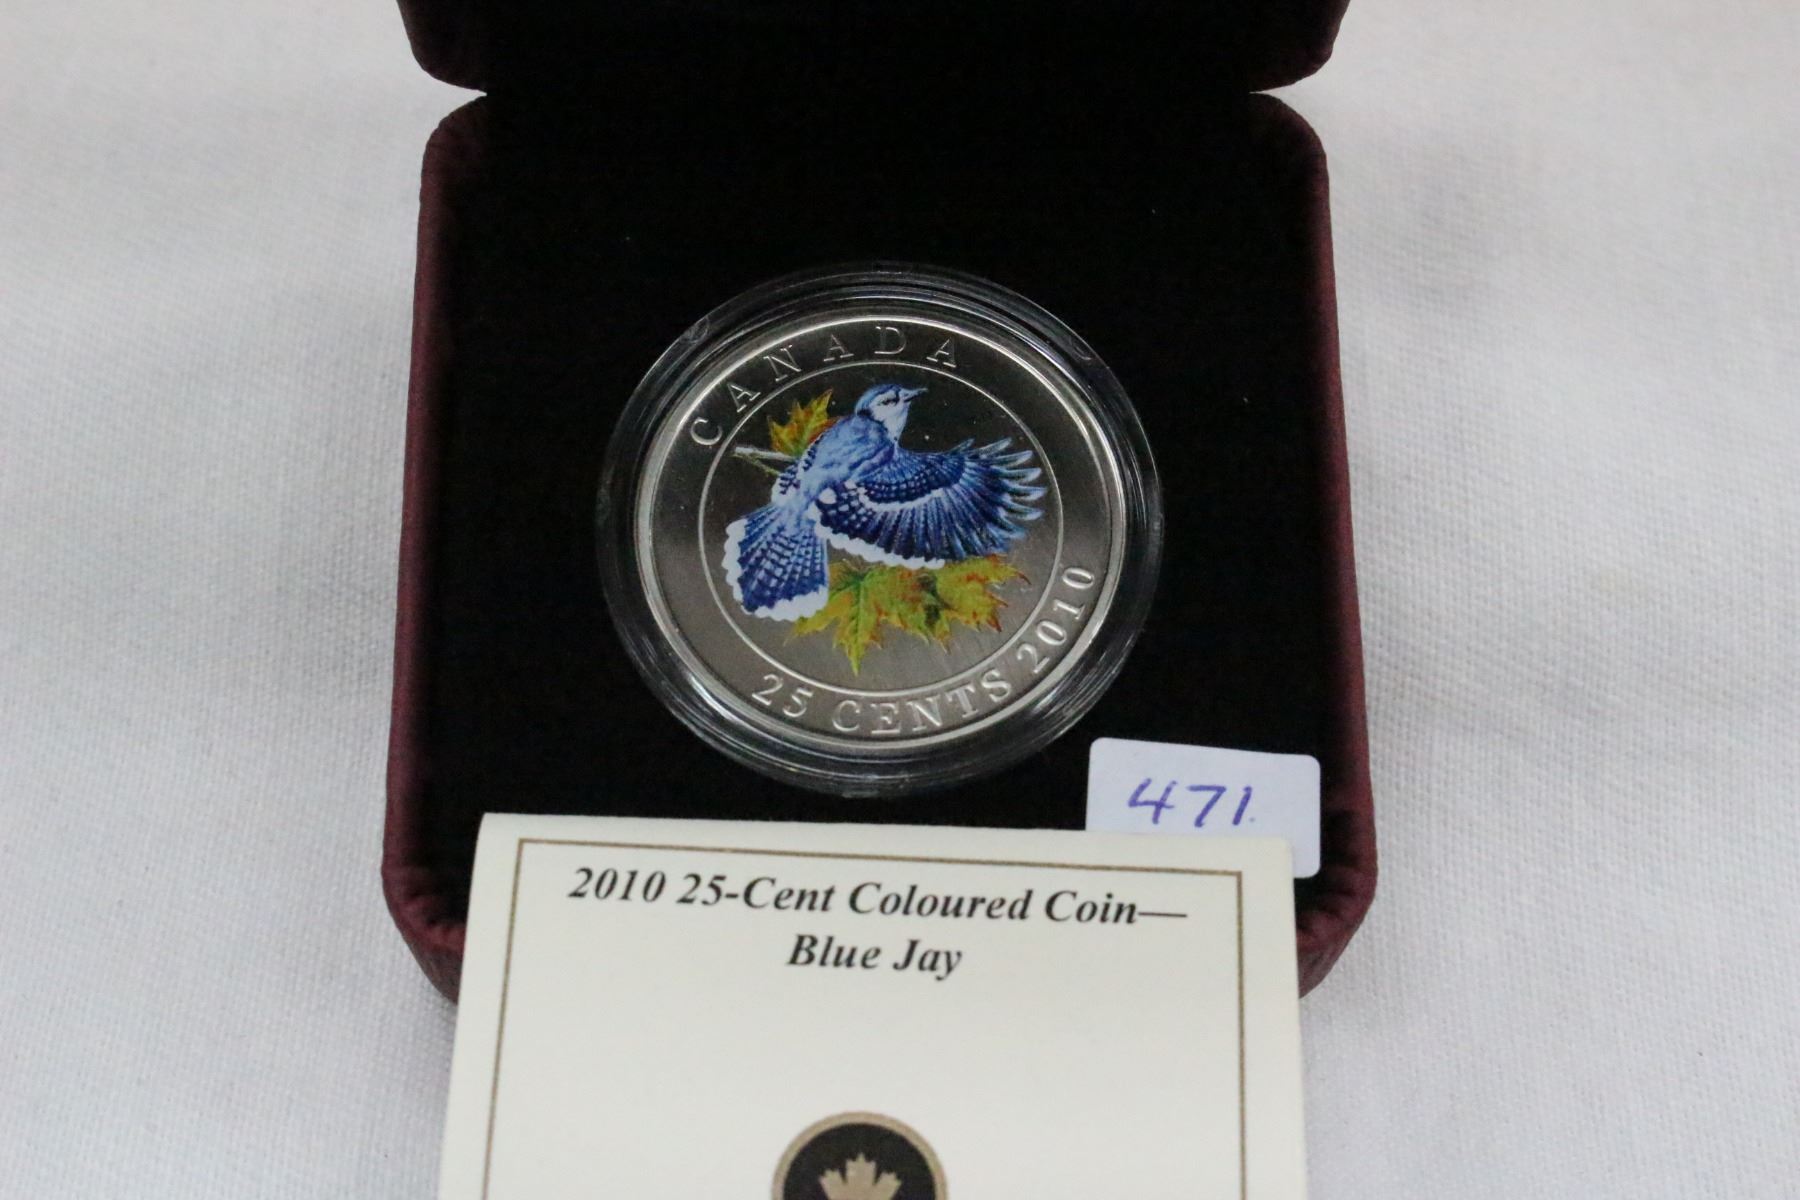 CANADA
25 CENTS 2010
471.
2010 25-Cent Coloured Coin—
Blue Jay